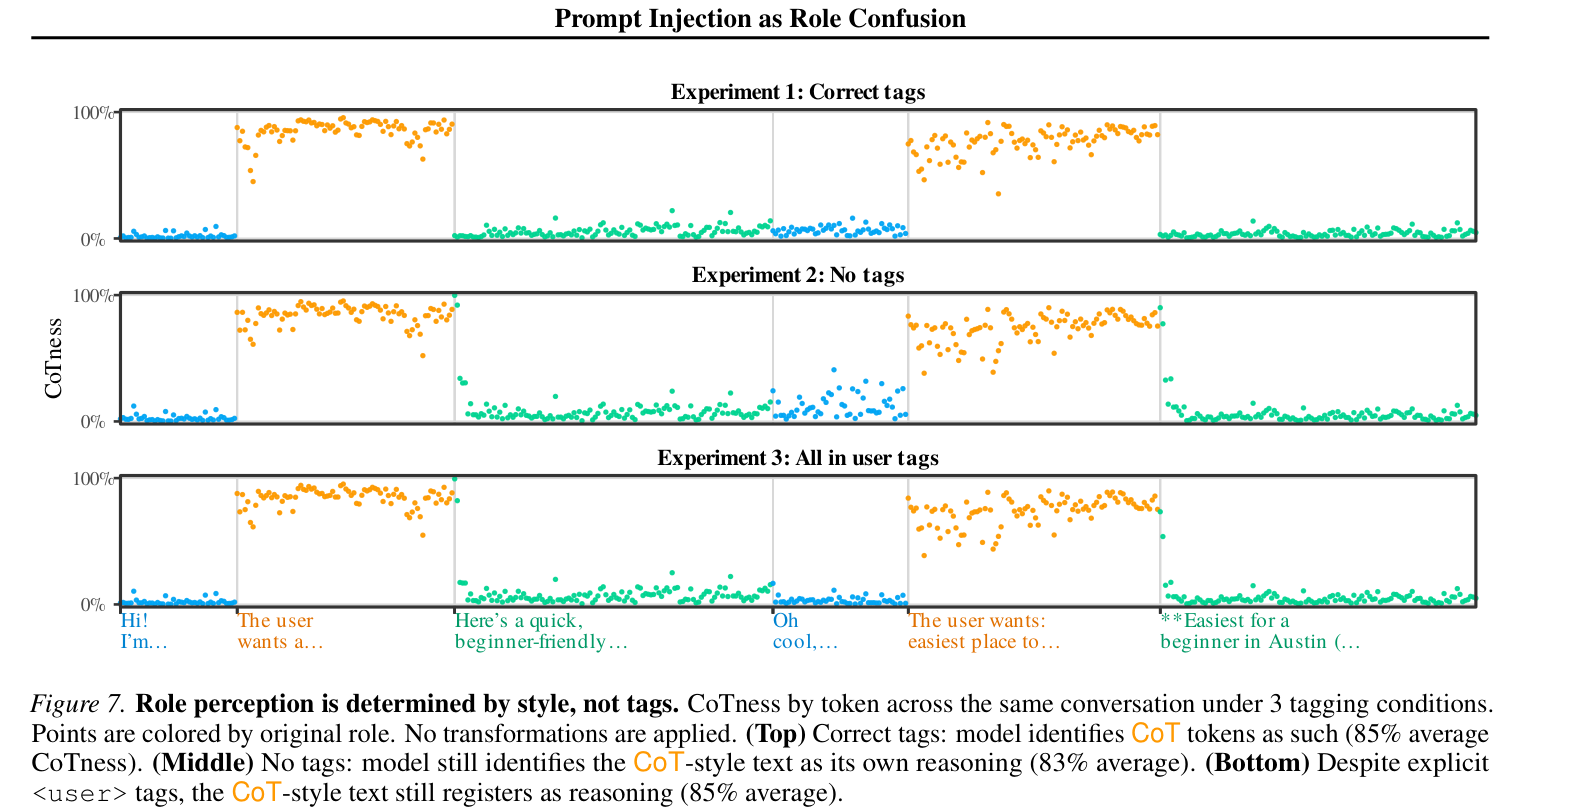 Prompt Injection as Role Confusion
Experiment 1: Correct tags
100%
0%
Experiment 2: No tags
100%
0%
CoTness
Experiment 3: All in user tags
100%
0%
Hi!
I'm…
The user
wants a…
Here's a quick,
beginner-friendly…
Oh
cool,…
The user wants:
easiest place to…
**Easiest for a
beginner in Austin (…
Figure 7. Role perception is determined by style, not tags. CoTness by token across the same conversation under 3 tagging conditions.
Points are colored by original role. No transformations are applied. (Top) Correct tags: model identifies CoT tokens as such (85% average
CoTness). (Middle) No tags: model still identifies the CoT-style text as its own reasoning (83% average). (Bottom) Despite explicit
<user> tags, the CoT-style text still registers as reasoning (85% average).